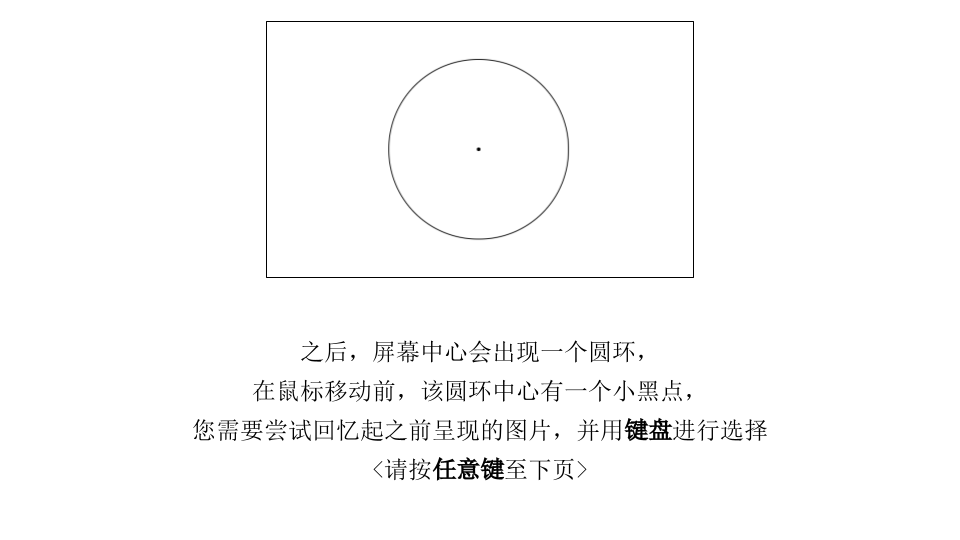 之后，屏幕中心会出现一个圆环，
在鼠标移动前，该圆环中心有一个小黑点，
您需要尝试回忆起之前呈现的图片，并用键盘进行选择
<请按任意键至下页>